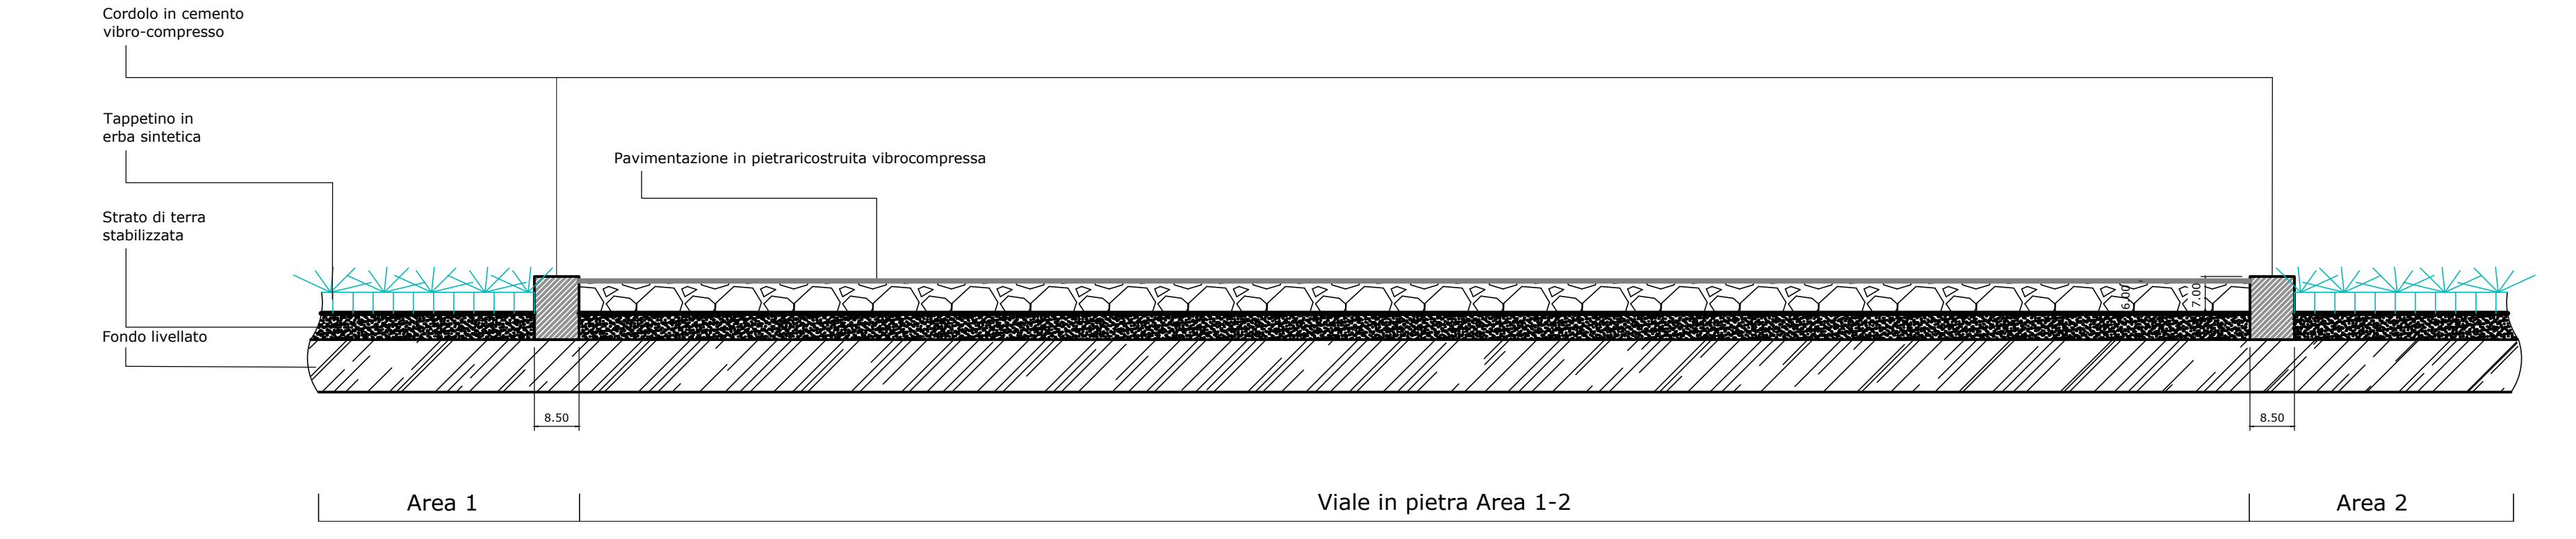 Cordolo in cemento
vibro-compresso
Tappetino in
erba sintetica
Pavimentazione in pietraricostruita vibrocompressa
Strato di terra
stabilizzata
Fondo livellato
6.00
7.00
8.50
8.50
Area 1
Viale in pietra Area 1-2
Area 2